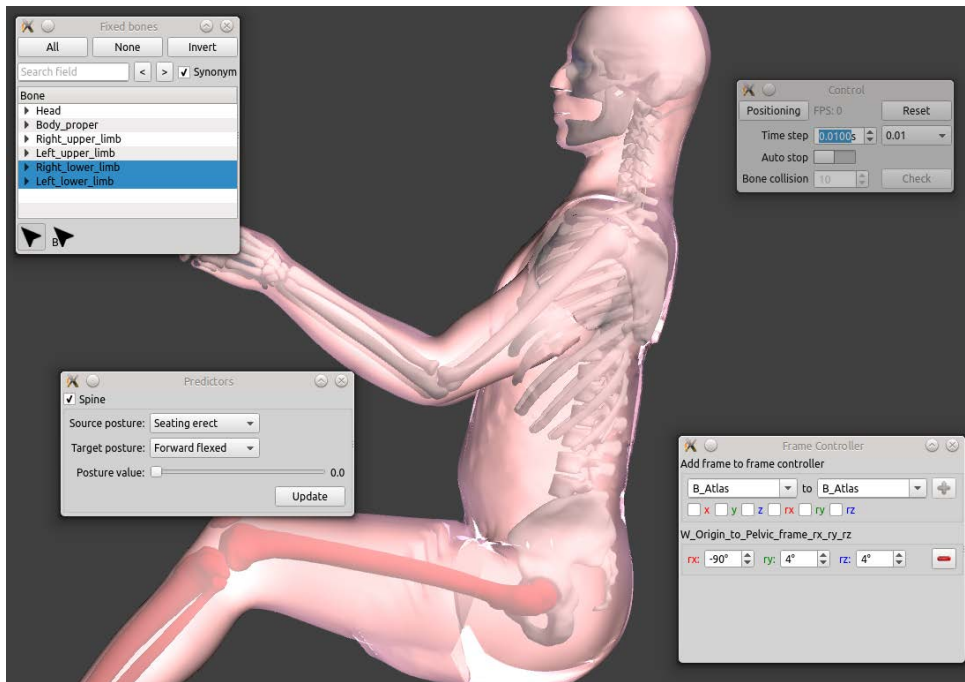 Fixed bones
All None Invert
Search field < > Synonym
Bone
Head
Body_proper
Right_upper_limb
Left_upper_limb
Right_lower_limb
Left_lower_limb
B
Control
Positioning FPS: 0 Reset
Time step 0.0100s 0.01
Auto stop
Bone collision 10 Check
Predictors
Spine
Source posture: Seating erect
Target posture: Forward flexed
Posture value: 0.0
Update
Frame Controller
Add frame to frame controller
B_Atlas to B_Atlas
x y z rx ry rz
W_Origin_to_Pelvic_frame_rx_ry_rz
rx: -90° ry: 4° rz: 4°